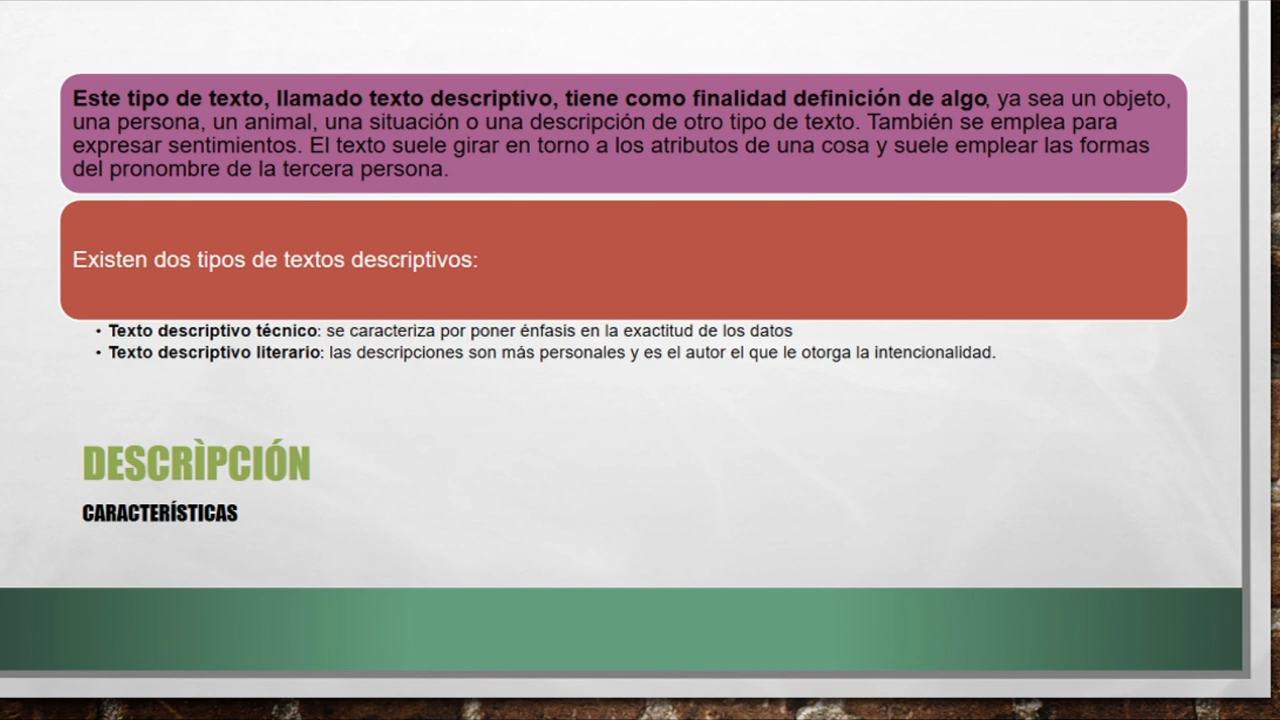 Este tipo de texto, llamado texto descriptivo, tiene como finalidad definición de algo, ya sea un objeto,
una persona, un animal, una situación o una descripción de otro tipo de texto. También se emplea para
expresar sentimientos. El texto suele girar en torno a los atributos de una cosa y suele emplear las formas
del pronombre de la tercera persona.
Existen dos tipos de textos descriptivos:
• Texto descriptivo técnico: se caracteriza por poner énfasis en la exactitud de los datos
• Texto descriptivo literario: las descripciones son más personales y es el autor el que le otorga la intencionalidad.
DESCRÌPCIÓN
CARACTERÍSTICAS